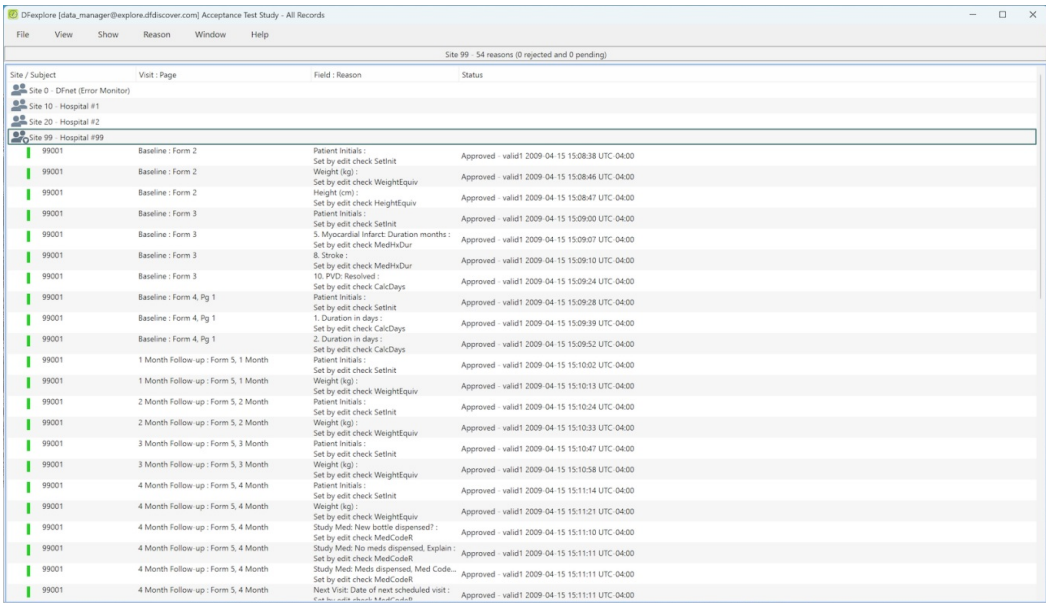 DFexplore [data_manager@explore.dfdiscover.com] Acceptance Test Study - All Records
File View Show Reason Window Help
Site 99 - 54 reasons (0 rejected and 0 pending)
Site / Subject Visit : Page Field : Reason Status
Site 0 - DFnet (Error Monitor)
Site 10 - Hospital #1
Site 20 - Hospital #2
Site 99 - Hospital #99
99001 Baseline : Form 2 Patient Initials :
Set by edit check SetInit Approved - valid1 2009-04-15 15:08:38 UTC-04:00
99001 Baseline : Form 2 Weight (kg) :
Set by edit check WeightEquiv Approved - valid1 2009-04-15 15:08:46 UTC-04:00
99001 Baseline : Form 2 Height (cm) :
Set by edit check HeightEquiv Approved - valid1 2009-04-15 15:08:47 UTC-04:00
99001 Baseline : Form 3 Patient Initials :
Set by edit check SetInit Approved - valid1 2009-04-15 15:09:00 UTC-04:00
99001 Baseline : Form 3 5. Myocardial Infarct: Duration months :
Set by edit check MedHxDur Approved - valid1 2009-04-15 15:09:07 UTC-04:00
99001 Baseline : Form 3 8. Stroke :
Set by edit check MedHxDur Approved - valid1 2009-04-15 15:09:10 UTC-04:00
99001 Baseline : Form 3 10. PVD: Resolved :
Set by edit check CalcDays Approved - valid1 2009-04-15 15:09:24 UTC-04:00
99001 Baseline : Form 4, Pg 1 Patient Initials :
Set by edit check SetInit Approved - valid1 2009-04-15 15:09:28 UTC-04:00
99001 Baseline : Form 4, Pg 1 1. Duration in days :
Set by edit check CalcDays Approved - valid1 2009-04-15 15:09:39 UTC-04:00
99001 Baseline : Form 4, Pg 1 2. Duration in days :
Set by edit check CalcDays Approved - valid1 2009-04-15 15:09:52 UTC-04:00
99001 1 Month Follow-up : Form 5, 1 Month Patient Initials :
Set by edit check SetInit Approved - valid1 2009-04-15 15:10:02 UTC-04:00
99001 1 Month Follow-up : Form 5, 1 Month Weight (kg) :
Set by edit check WeightEquiv Approved - valid1 2009-04-15 15:10:13 UTC-04:00
99001 2 Month Follow-up : Form 5, 2 Month Patient Initials :
Set by edit check SetInit Approved - valid1 2009-04-15 15:10:24 UTC-04:00
99001 2 Month Follow-up : Form 5, 2 Month Weight (kg) :
Set by edit check WeightEquiv Approved - valid1 2009-04-15 15:10:33 UTC-04:00
99001 3 Month Follow-up : Form 5, 3 Month Patient Initials :
Set by edit check SetInit Approved - valid1 2009-04-15 15:10:47 UTC-04:00
99001 3 Month Follow-up : Form 5, 3 Month Weight (kg) :
Set by edit check WeightEquiv Approved - valid1 2009-04-15 15:10:58 UTC-04:00
99001 4 Month Follow-up : Form 5, 4 Month Patient Initials :
Set by edit check SetInit Approved - valid1 2009-04-15 15:11:14 UTC-04:00
99001 4 Month Follow-up : Form 5, 4 Month Weight (kg) :
Set by edit check WeightEquiv Approved - valid1 2009-04-15 15:11:21 UTC-04:00
99001 4 Month Follow-up : Form 5, 4 Month Study Med: New bottle dispensed? :
Set by edit check MedCodeR Approved - valid1 2009-04-15 15:11:10 UTC-04:00
99001 4 Month Follow-up : Form 5, 4 Month Study Med: No meds dispensed, Explain :
Set by edit check MedCodeR Approved - valid1 2009-04-15 15:11:11 UTC-04:00
99001 4 Month Follow-up : Form 5, 4 Month Study Med: Meds dispensed, Med Code...
Set by edit check MedCodeR Approved - valid1 2009-04-15 15:11:11 UTC-04:00
99001 4 Month Follow-up : Form 5, 4 Month Next Visit: Date of next scheduled visit :
Set by edit check MedCodeR Approved - valid1 2009-04-15 15:11:11 UTC-04:00